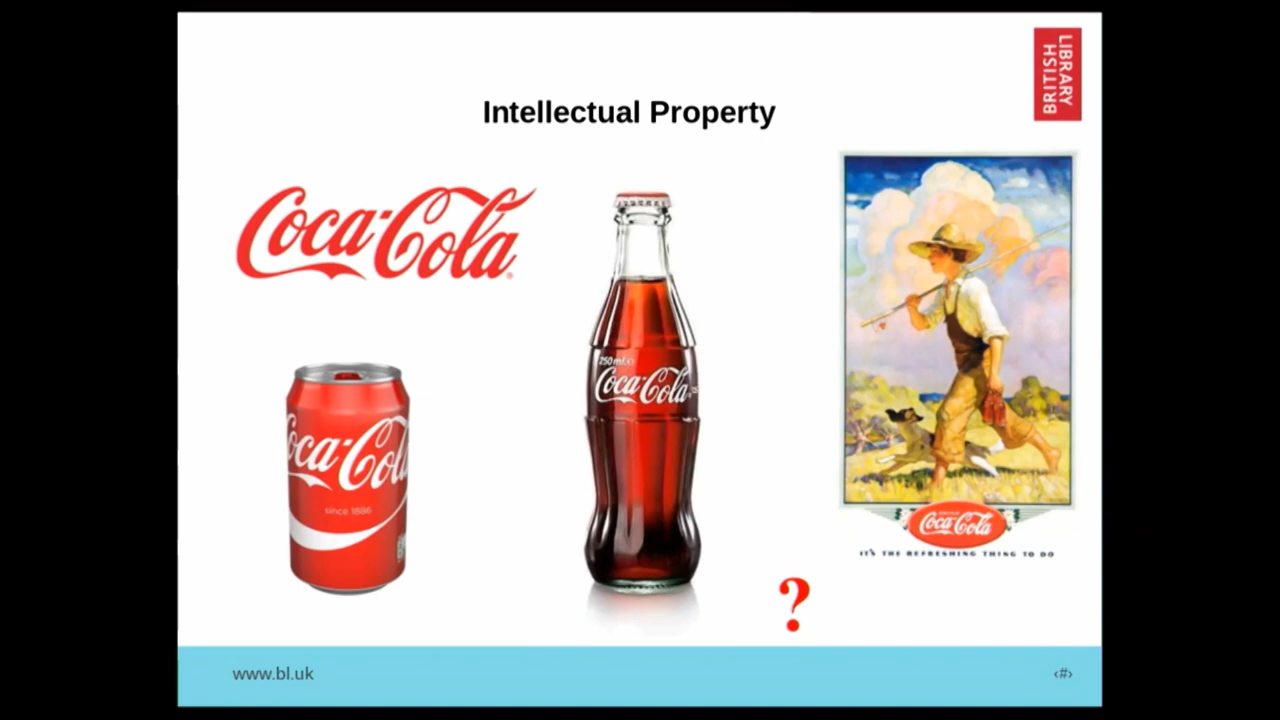 LIBRARY
BRITISH
Intellectual Property
Coca-Cola
®
250 ml ℮
Coca-Cola
Coca-Cola
since 1886
Coca-Cola
IT'S THE REFRESHING THING TO DO
?
www.bl.uk
‹#›